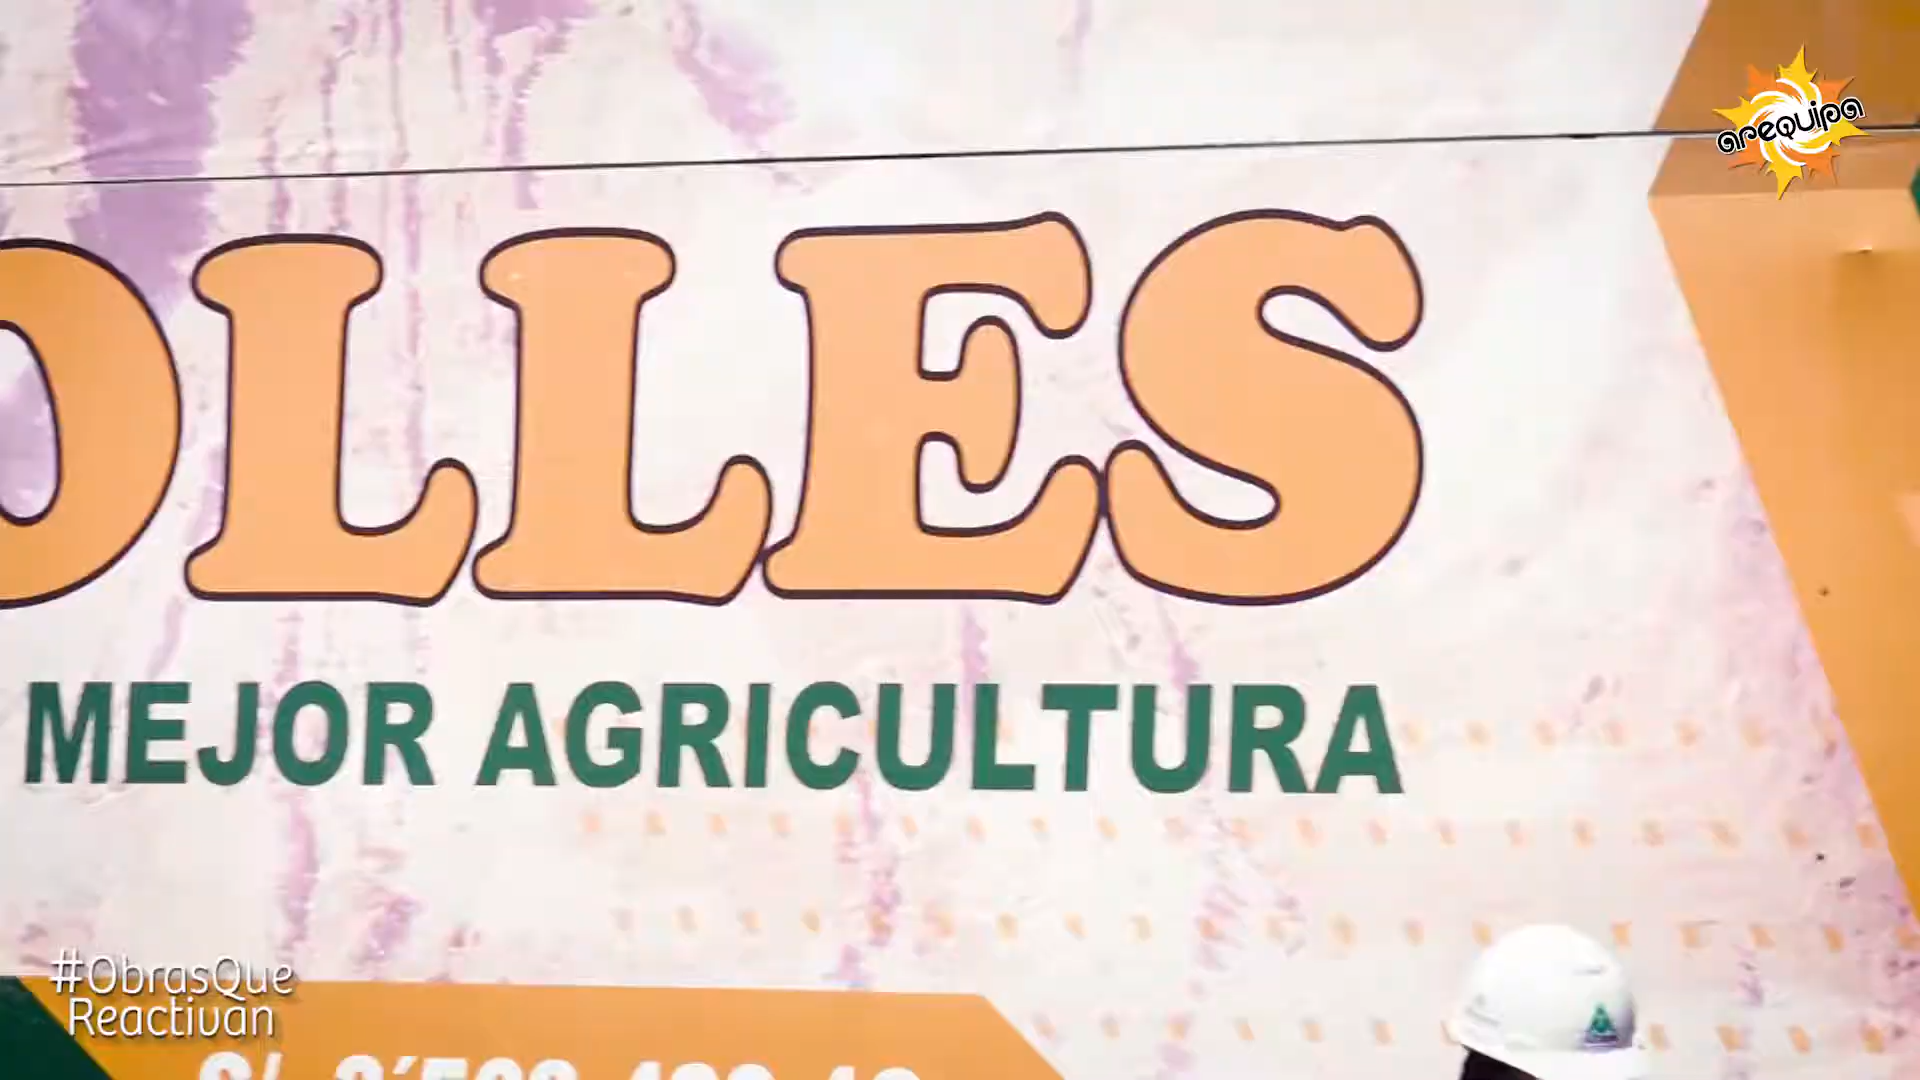 arequipa
OLLES
MEJOR AGRICULTURA
#ObrasQue
Reactivan
S/.